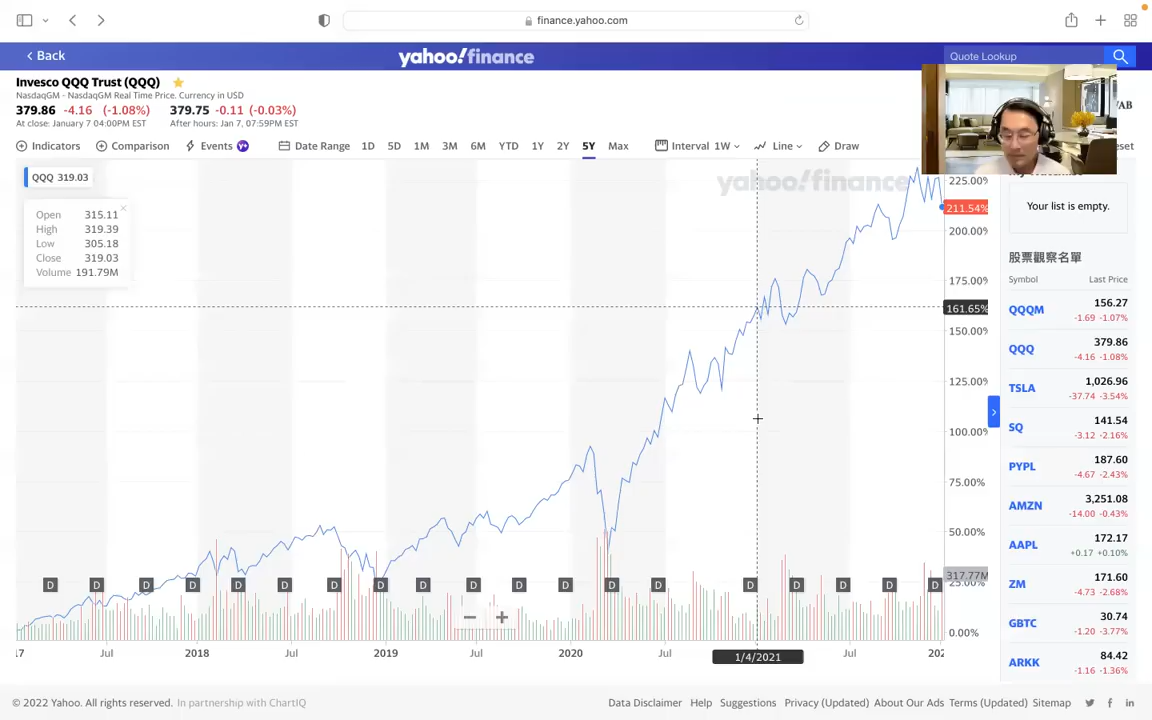 finance.yahoo.com
Back
yahoo!finance
Quote Lookup
Invesco QQQ Trust (QQQ)
NasdaqGM - NasdaqGM Real Time Price. Currency in USD
379.86 -4.16 (-1.08%) 379.75 -0.11 (-0.03%)
At close: January 7 04:00PM EST After hours: Jan 7, 07:59PM EST
Indicators Comparison Events Y+ Date Range 1D 5D 1M 3M 6M YTD 1Y 2Y 5Y Max Interval 1W Line Draw
QQQ 319.03
yahoo!finance
Open 315.11
High 319.39
Low 305.18
Close 319.03
Volume 191.79M
225.00%
211.54%
200.00%
175.00%
161.65%
150.00%
125.00%
100.00%
75.00%
50.00%
317.77M
25.00%
0.00%
D D D D D D D D D D D D D D D D D D D
Jul 2018 Jul 2019 Jul 2020 Jul 1/4/2021 Jul
Your list is empty.
股票觀察名單
Symbol Last Price
QQQM 156.27
-1.69 -1.07%
QQQ 379.86
-4.16 -1.08%
TSLA 1,026.96
-37.74 -3.54%
SQ 141.54
-3.12 -2.16%
PYPL 187.60
-4.67 -2.43%
AMZN 3,251.08
-14.00 -0.43%
AAPL 172.17
+0.17 +0.10%
ZM 171.60
-4.73 -2.68%
GBTC 30.74
-1.20 -3.77%
ARKK 84.42
-1.16 -1.36%
© 2022 Yahoo. All rights reserved. In partnership with ChartIQ
Data Disclaimer Help Suggestions Privacy (Updated) About Our Ads Terms (Updated) Sitemap